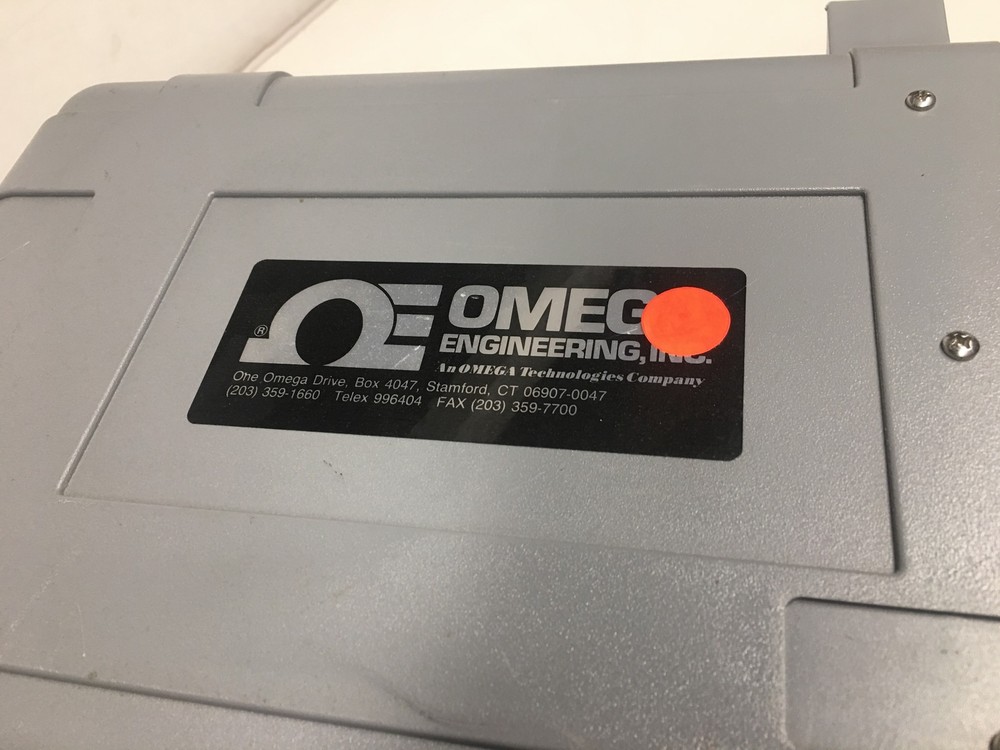 ® ΩE OMEG
ENGINEERING, INC.
An OMEGA Technologies Company
One Omega Drive, Box 4047, Stamford, CT 06907-0047
(203) 359-1660 Telex 996404 FAX (203) 359-7700